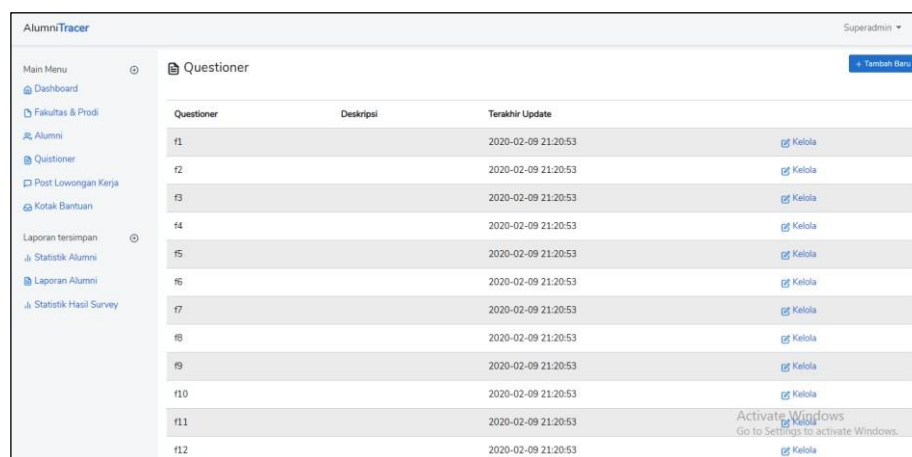 AlumniTracer
Superadmin
Main Menu
Dashboard
Fakultas & Prodi
Alumni
Quistioner
Post Lowongan Kerja
Kotak Bantuan
Laporan tersimpan
Statistik Alumni
Laporan Alumni
Statistik Hasil Survey
Questioner
+ Tambah Baru
Questioner Deskripsi Terakhir Update
f1 2020-02-09 21:20:53 Kelola
f2 2020-02-09 21:20:53 Kelola
f3 2020-02-09 21:20:53 Kelola
f4 2020-02-09 21:20:53 Kelola
f5 2020-02-09 21:20:53 Kelola
f6 2020-02-09 21:20:53 Kelola
f7 2020-02-09 21:20:53 Kelola
f8 2020-02-09 21:20:53 Kelola
f9 2020-02-09 21:20:53 Kelola
f10 2020-02-09 21:20:53 Kelola
f11 2020-02-09 21:20:53 Kelola
f12 2020-02-09 21:20:53 Kelola
Activate Windows
Go to Settings to activate Windows.